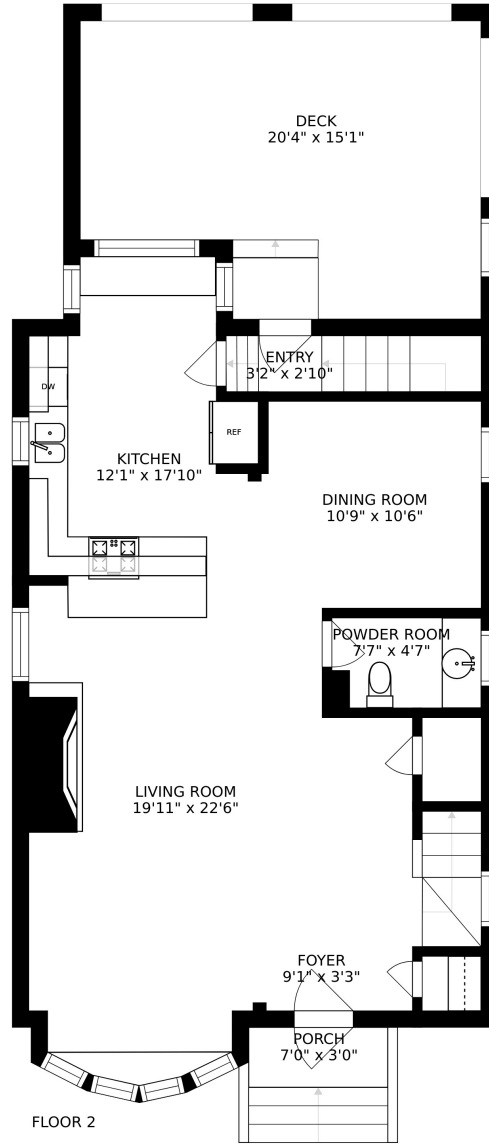 DECK
20'4" x 15'1"
ENTRY
3'2" x 2'10"
DW
REF
KITCHEN
12'1" x 17'10"
DINING ROOM
10'9" x 10'6"
POWDER ROOM
7'7" x 4'7"
LIVING ROOM
19'11" x 22'6"
FOYER
9'1" x 3'3"
PORCH
7'0" x 3'0"
FLOOR 2